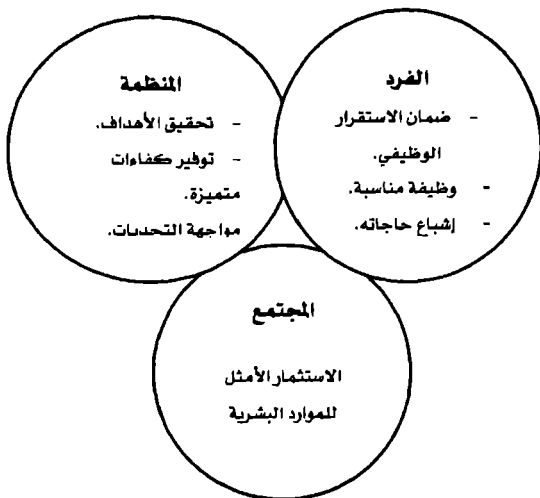 الفرد
- ضمان الاستقرار
الوظيفي.
- وظيفة مناسبة.
- إشباع حاجاته.
المنظمة
- تحقيق الأهداف.
- توفير كفاءات
متميزة.
مواجهة التحديات.
المجتمع
الاستثمار الأمثل
للموارد البشرية